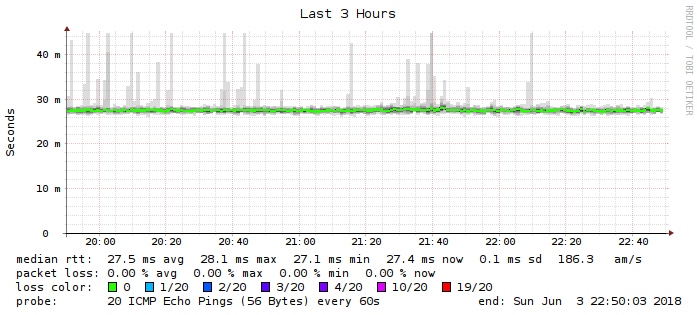 Last 3 Hours
RRDTOOL / TOBI OETIKER
Seconds
40 m
30 m
20 m
10 m
0
20:00 20:20 20:40 21:00 21:20 21:40 22:00 22:20 22:40
median rtt: 27.5 ms avg 28.1 ms max 27.1 ms min 27.4 ms now 0.1 ms sd 186.3 am/s
packet loss: 0.00 % avg 0.00 % max 0.00 % min 0.00 % now
loss color: 0 1/20 2/20 3/20 4/20 10/20 19/20
probe: 20 ICMP Echo Pings (56 Bytes) every 60s end: Sun Jun 3 22:50:03 2018